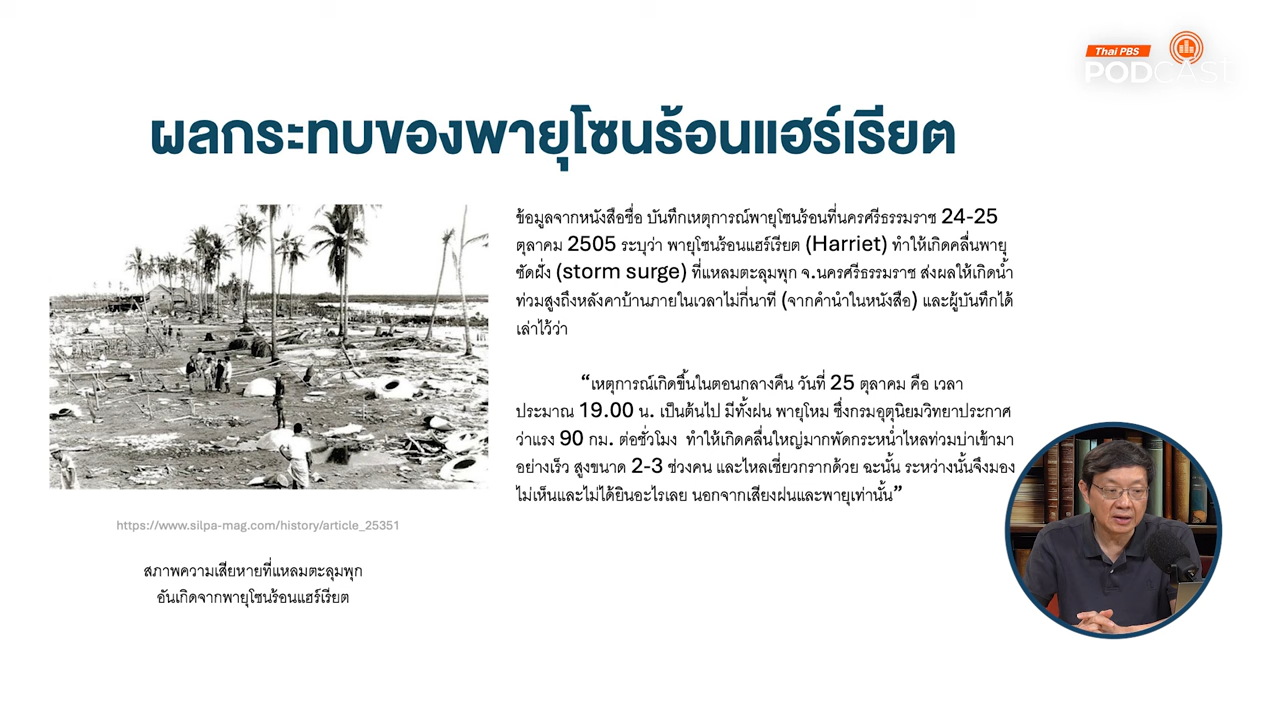 Thai PBS
PODCAST
ผลกระทบของพายุโซนร้อนแฮร์เรียต
ข้อมูลจากหนังสือชื่อ บันทึกเหตุการณ์พายุโซนร้อนที่นครศรีธรรมราช 24-25
ตุลาคม 2505 ระบุว่า พายุโซนร้อนแฮร์เรียต (Harriet) ทำให้เกิดคลื่นพายุ
ซัดฝั่ง (storm surge) ที่แหลมตะลุมพุก จ.นครศรีธรรมราช ส่งผลให้เกิดน้ำ
ท่วมสูงถึงหลังคาบ้านภายในเวลาไม่กี่นาที (จากคำนำในหนังสือ) และผู้บันทึกได้
เล่าไว้ว่า
“เหตุการณ์เกิดขึ้นในตอนกลางคืน วันที่ 25 ตุลาคม คือ เวลา
ประมาณ 19.00 น. เป็นต้นไป มีทั้งฝน พายุโหม ซึ่งกรมอุตุนิยมวิทยาประกาศ
ว่าแรง 90 กม. ต่อชั่วโมง ทำให้เกิดคลื่นใหญ่มากพัดกระหน่ำไหลท่วมบ่าเข้ามา
อย่างเร็ว สูงขนาด 2-3 ช่วงคน และไหลเชี่ยวกรากด้วย ฉะนั้น ระหว่างนั้นจึงมอง
ไม่เห็นและไม่ได้ยินอะไรเลย นอกจากเสียงฝนและพายุเท่านั้น”
https://www.silpa-mag.com/history/article_25351
สภาพความเสียหายที่แหลมตะลุมพุก
อันเกิดจากพายุโซนร้อนแฮร์เรียต